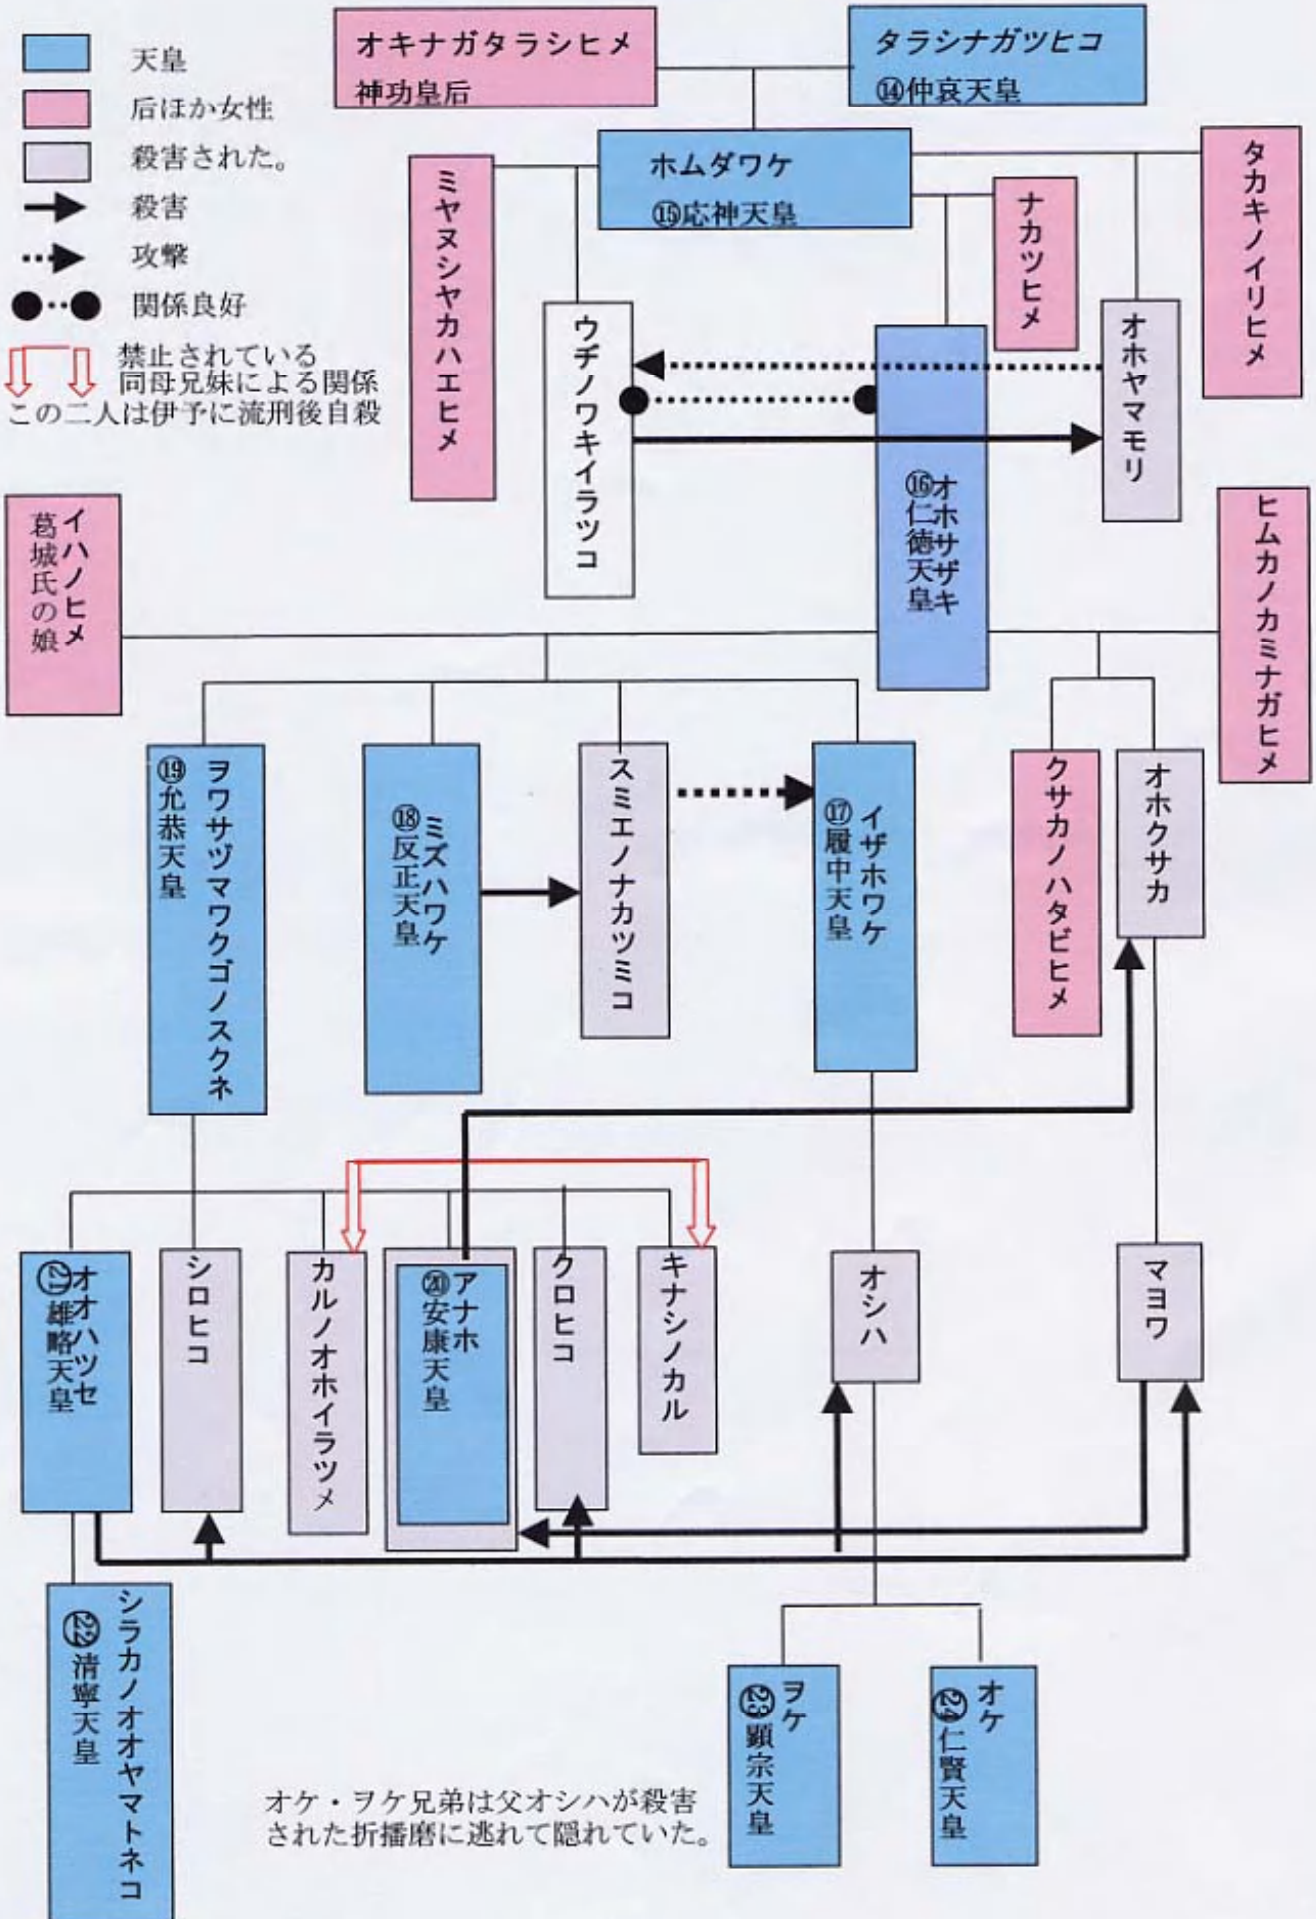 天皇
后ほか女性
殺害された。
殺害
攻撃
関係良好
禁止されている
同母兄妹による関係
この二人は伊予に流刑後自殺
オキナガタラシヒメ
神功皇后
タラシナガツヒコ
⑭仲哀天皇
ホムダワケ
⑮応神天皇
ミヤヌシヤカハエヒメ
ナカツヒメ
タカキノイリヒメ
ウヂノワキイラツコ
オホサザキ
⑯仁徳天皇
オホヤマモリ
イハノヒメ
葛城氏の娘
ヒムカノカミナガヒメ
ヲワサヅマワクゴノスクネ
⑲允恭天皇
ミズハワケ
⑱反正天皇
スミエノナカツミコ
イザホワケ
⑰履中天皇
クサカノハタビヒメ
オホクサカ
オオハツセ
㉑雄略天皇
シロヒコ
カルノオホイラツメ
アナホ
⑳安康天皇
クロヒコ
キナシノカル
オシハ
マヨワ
シラカノオオヤマトネコ
㉒清寧天皇
ヲケ
㉓顕宗天皇
オケ
㉔仁賢天皇
オケ・ヲケ兄弟は父オシハが殺害
された折播磨に逃れて隠れていた。